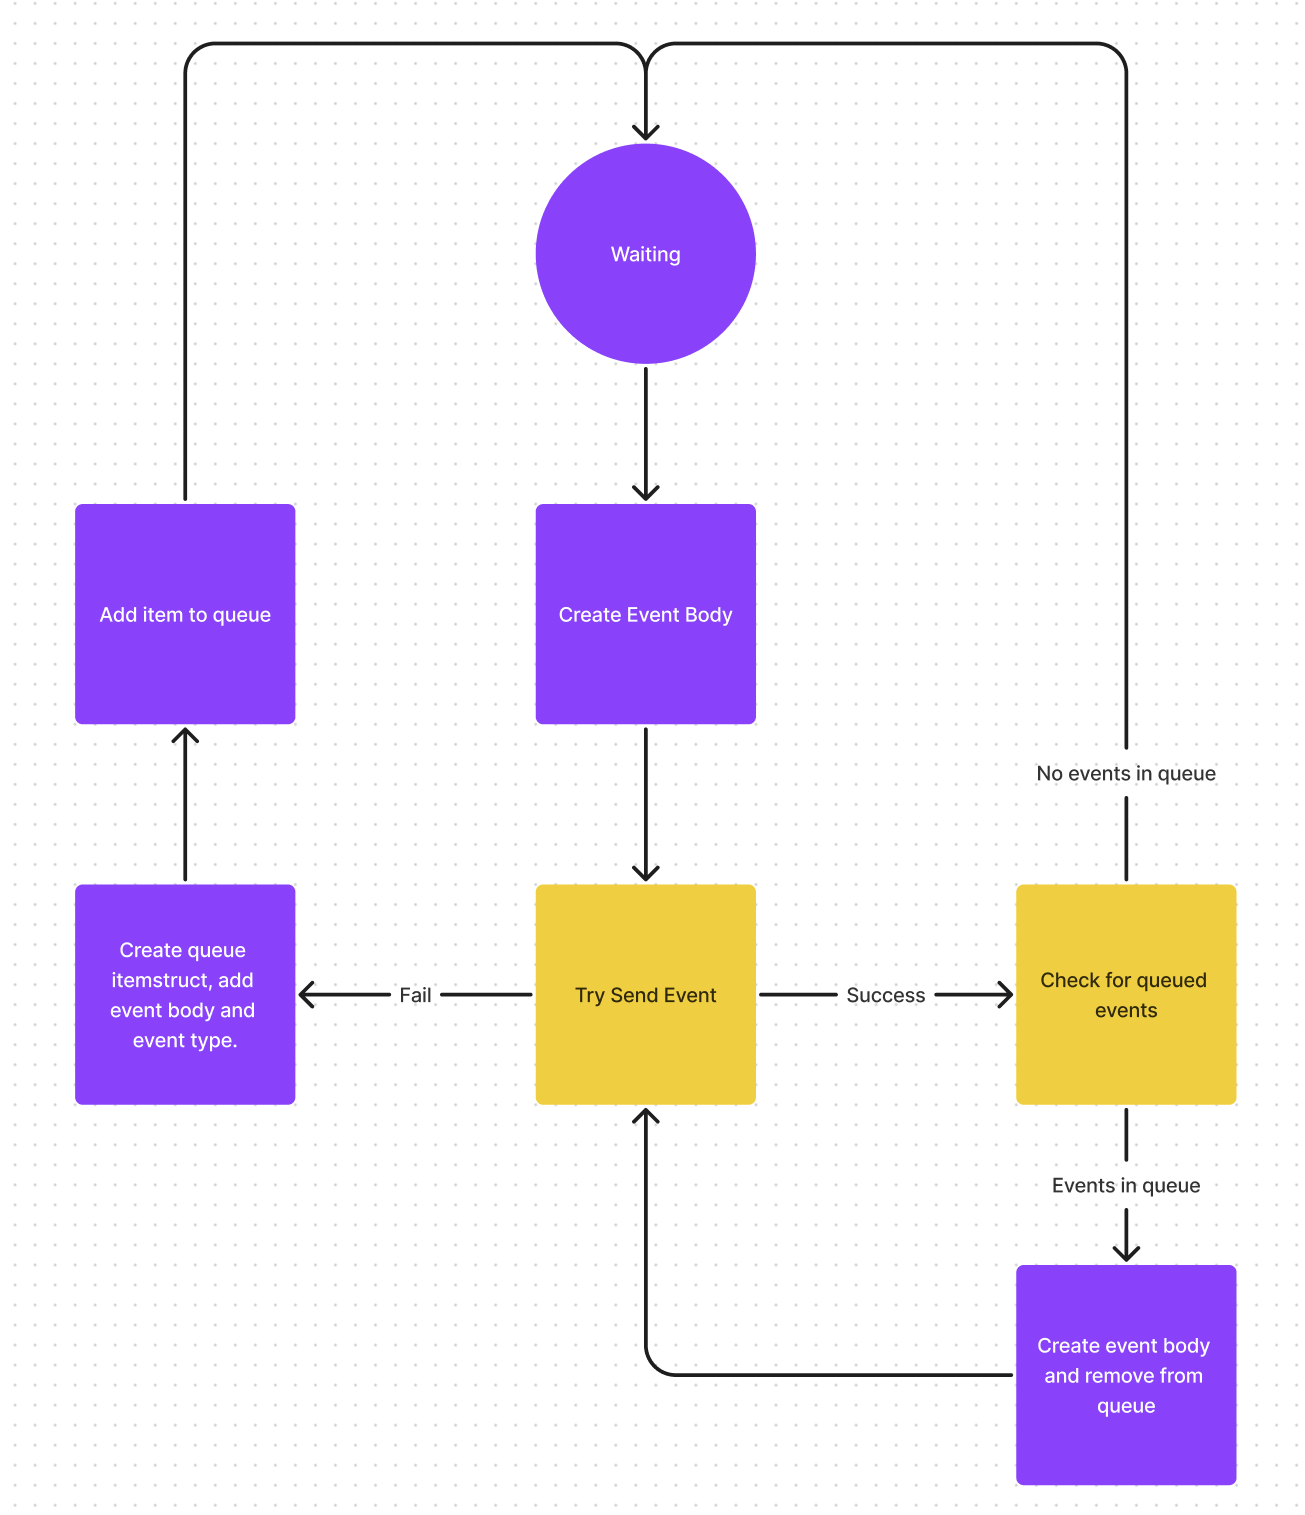 Waiting
Add item to queue
Create Event Body
No events in queue
Create queue
itemstruct, add
event body and
event type.
Fail
Try Send Event
Success
Check for queued
events
Events in queue
Create event body
and remove from
queue